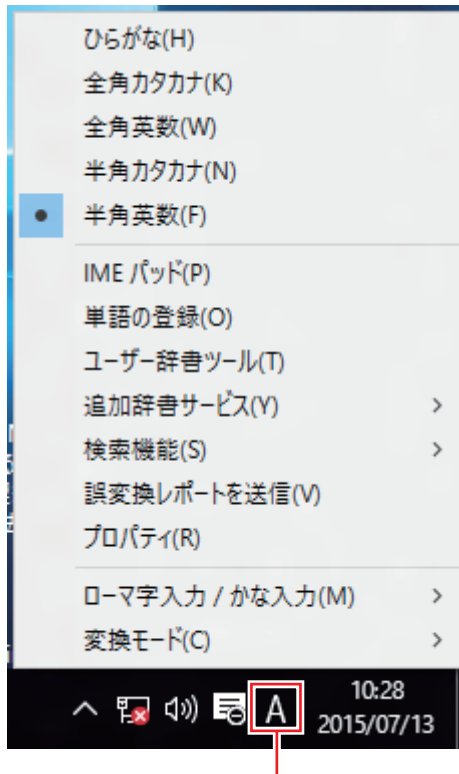 ひらがな(H)
全角カタカナ(K)
全角英数(W)
半角カタカナ(N)
半角英数(F)
IME パッド(P)
単語の登録(O)
ユーザー辞書ツール(T)
追加辞書サービス(Y)
検索機能(S)
誤変換レポートを送信(V)
プロパティ(R)
ローマ字入力 / かな入力(M)
変換モード(C)
A
10:28
2015/07/13